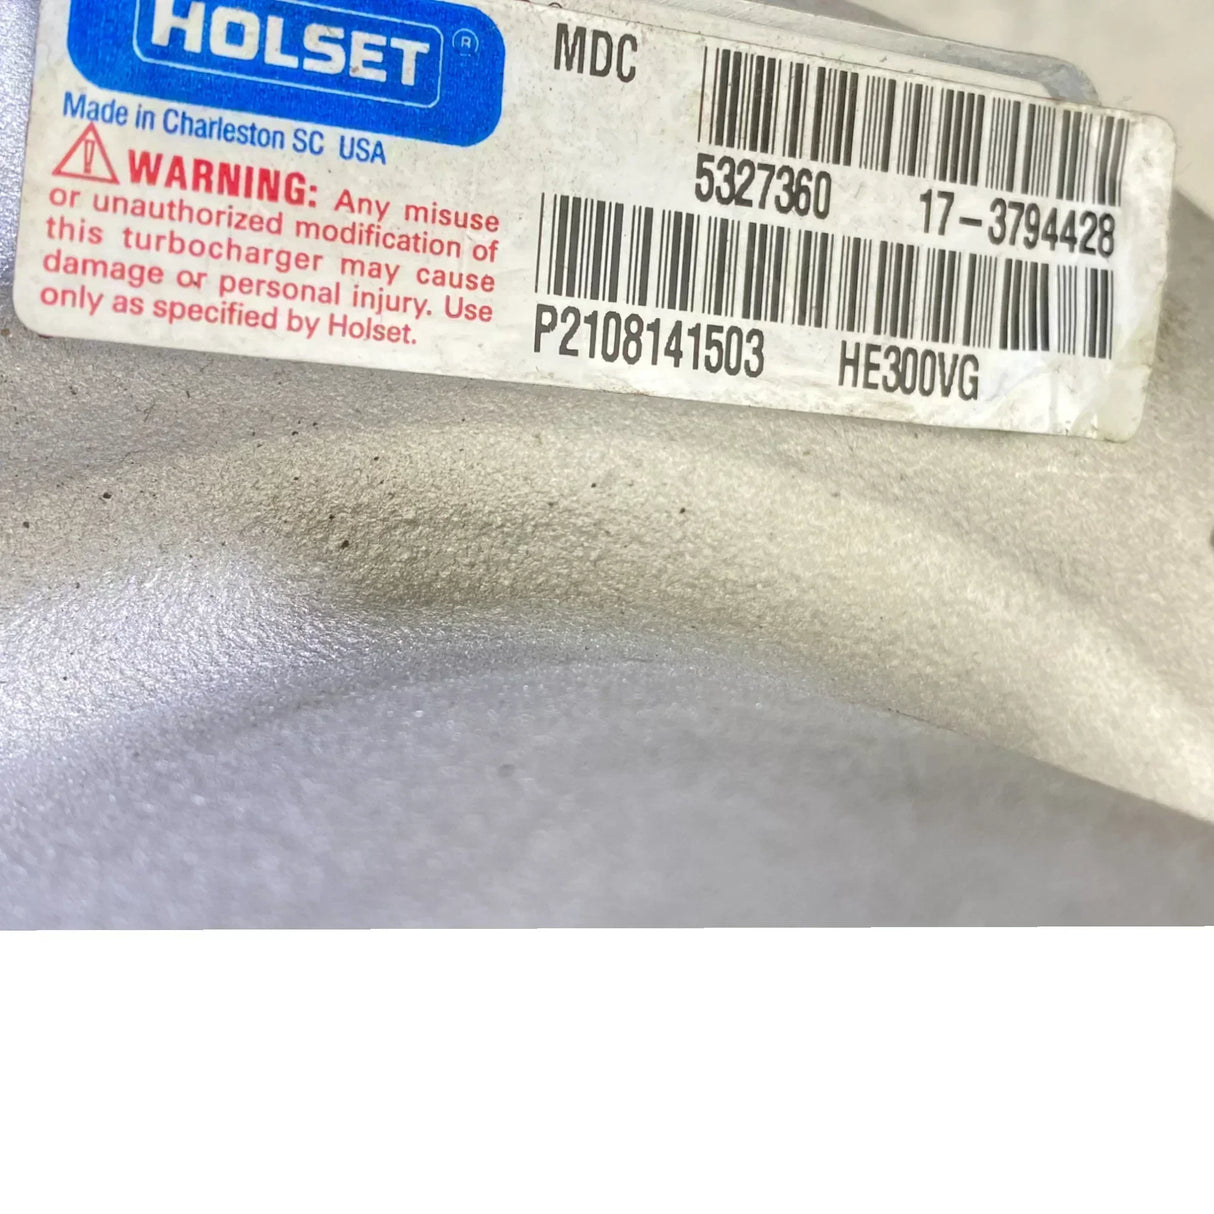 HOLSET ®
Made in Charleston SC USA
WARNING: Any misuse
or unauthorized modification of
this turbocharger may cause
damage or personal injury. Use
only as specified by Holset.
MDC
5327360 17-3794428
P2108141503 HE300VG